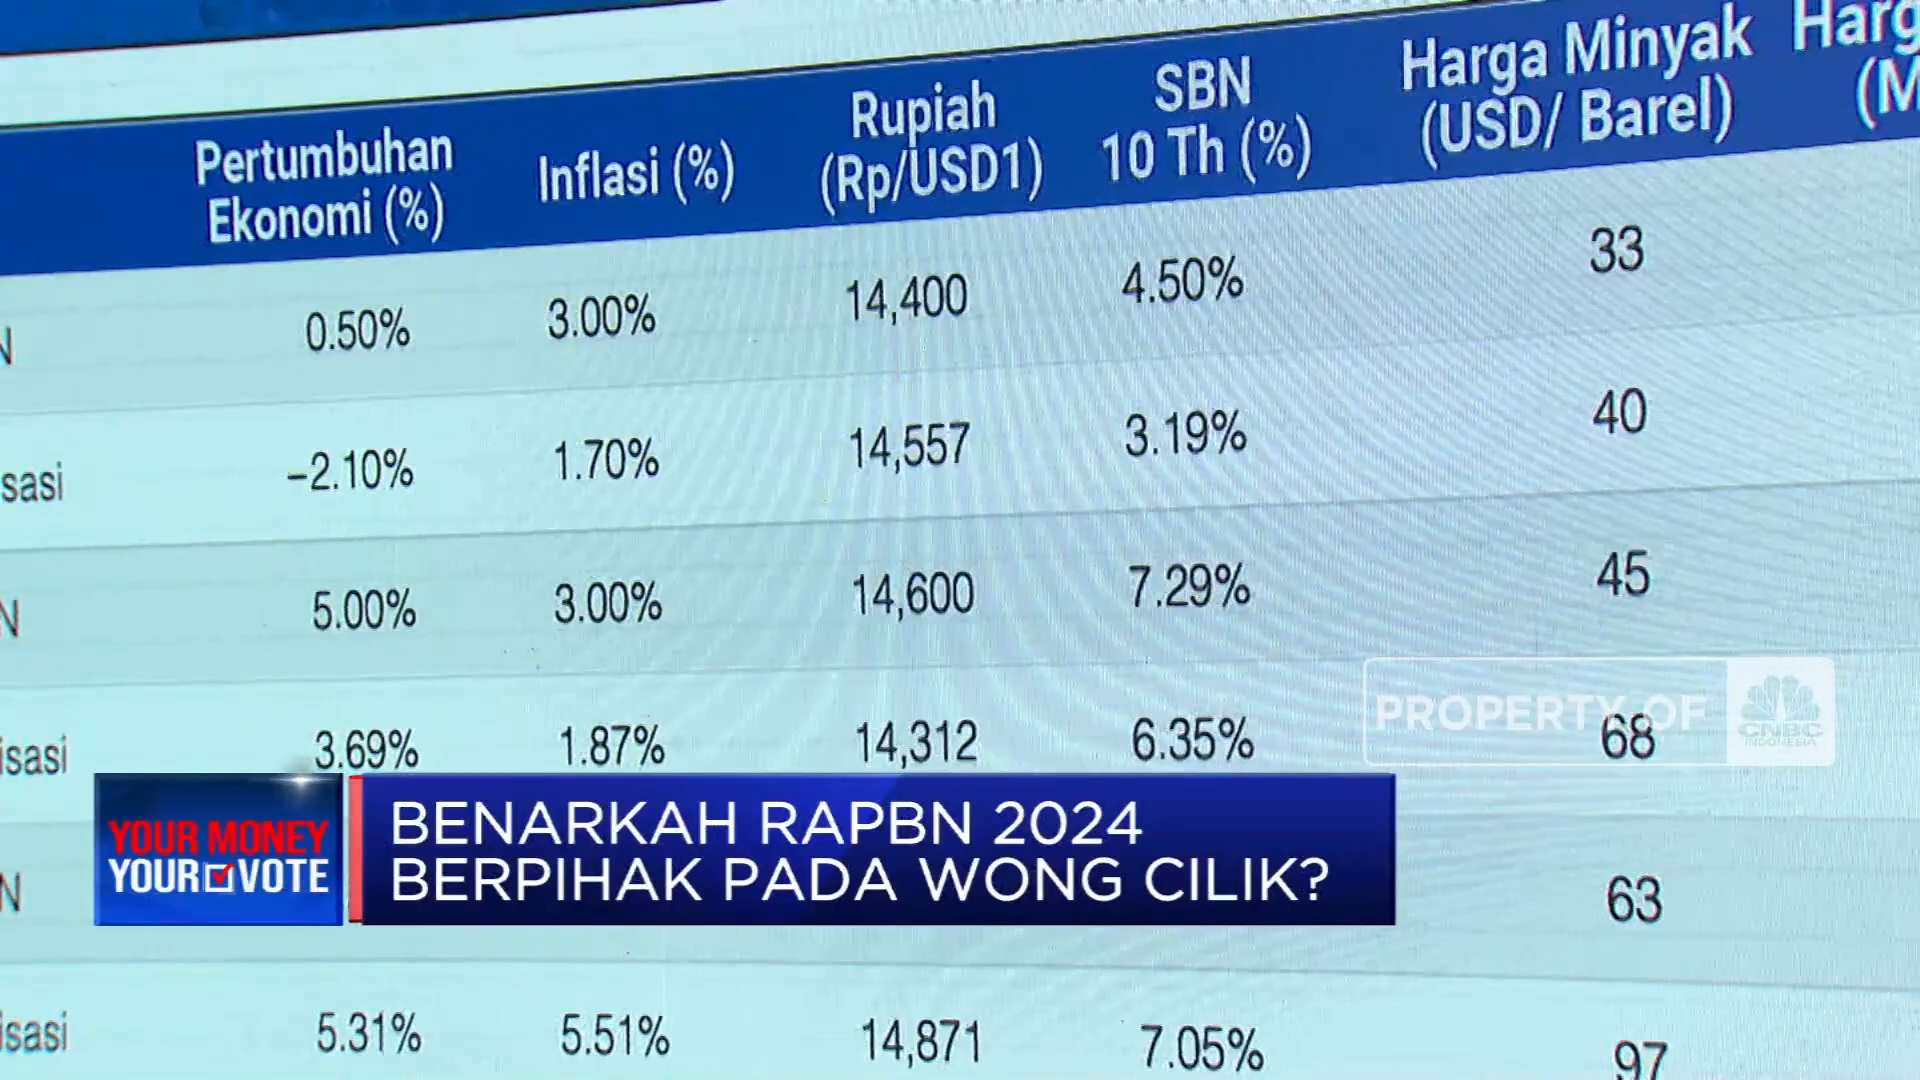 Pertumbuhan
Ekonomi (%)
Inflasi (%)
Rupiah
(Rp/USD1)
SBN
10 Th (%)
Harga Minyak
(USD/ Barel)
Harg
(M
N 0.50% 3.00% 14,400 4.50% 33
sasi −2.10% 1.70% 14,557 3.19% 40
N 5.00% 3.00% 14,600 7.29% 45
isasi 3.69% 1.87% 14,312 6.35% 68
PROPERTY OF
CNBC
INDONESIA
N 63
isasi 5.31% 5.51% 14,871 7.05% 97
YOUR MONEY
YOUR VOTE
BENARKAH RAPBN 2024
BERPIHAK PADA WONG CILIK?